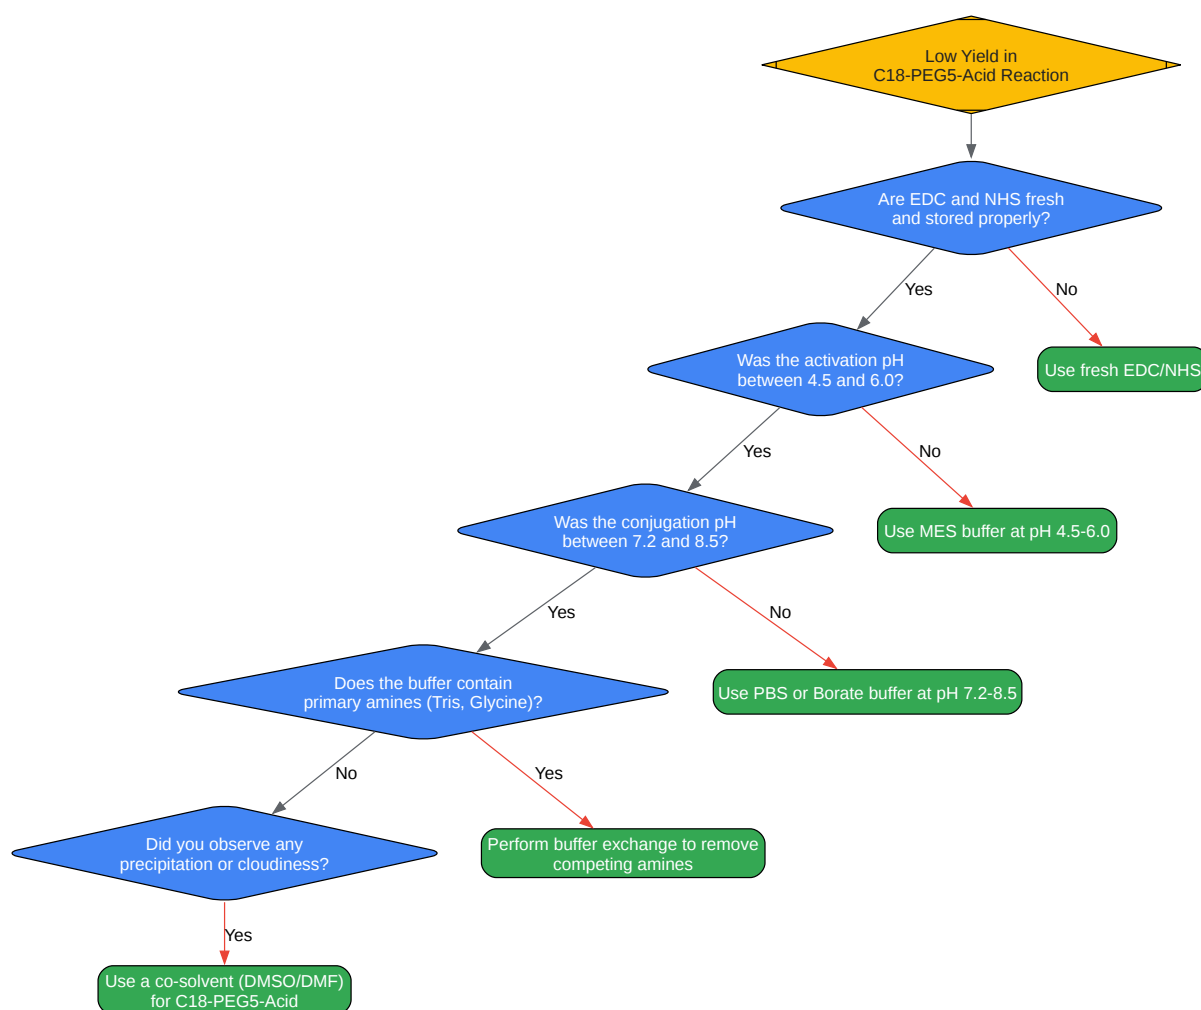 Low Yield in
C18-PEG5-Acid Reaction
Are EDC and NHS fresh
and stored properly?
Yes
No
Was the activation pH
between 4.5 and 6.0?
Use fresh EDC/NHS
Yes
No
Was the conjugation pH
between 7.2 and 8.5?
Use MES buffer at pH 4.5-6.0
Yes
No
Does the buffer contain
primary amines (Tris, Glycine)?
Use PBS or Borate buffer at pH 7.2-8.5
No
Yes
Did you observe any
precipitation or cloudiness?
Perform buffer exchange to remove
competing amines
Yes
Use a co-solvent (DMSO/DMF)
for C18-PEG5-Acid